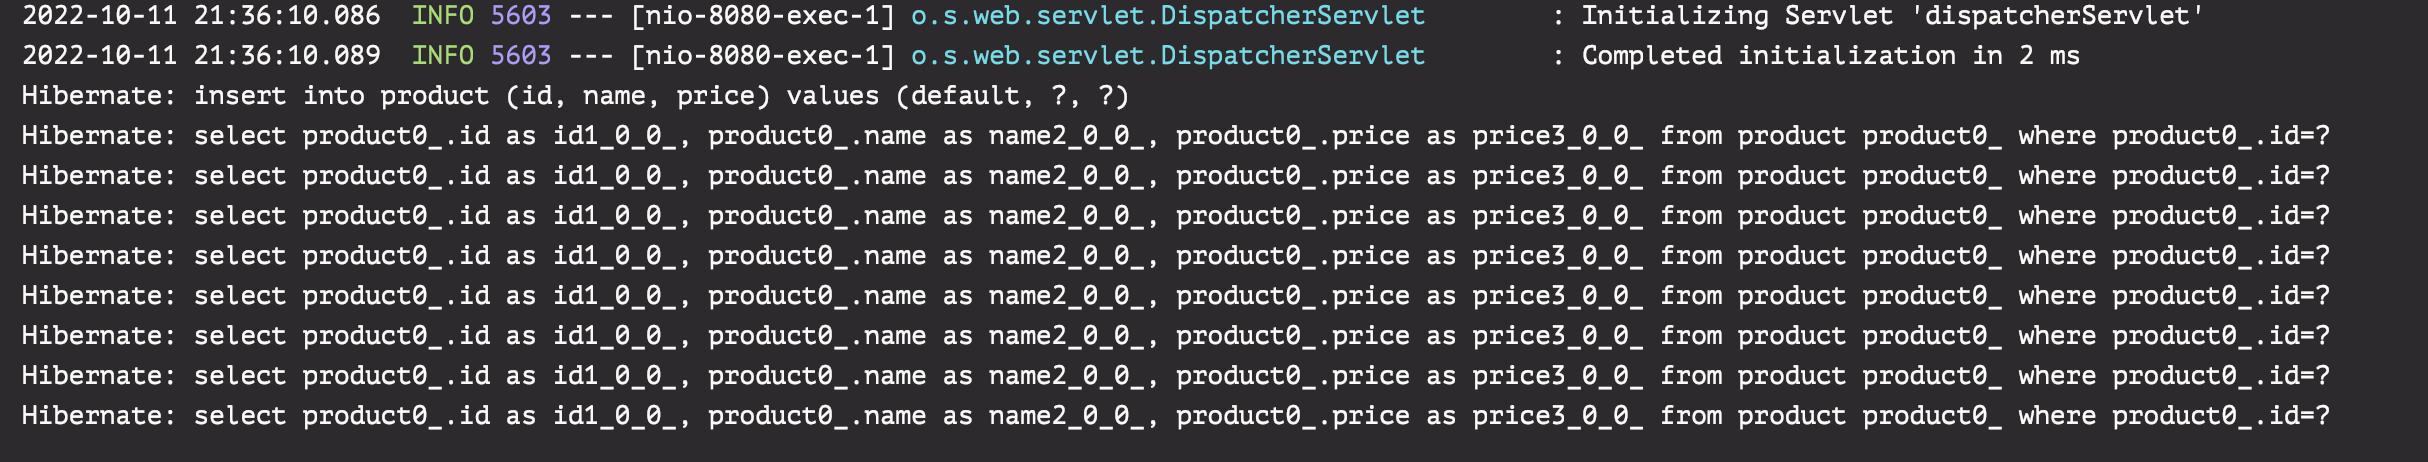 2022-10-11 21:36:10.086  INFO 5603 --- [nio-8080-exec-1] o.s.web.servlet.DispatcherServlet        : Initializing Servlet 'dispatcherServlet'
2022-10-11 21:36:10.089  INFO 5603 --- [nio-8080-exec-1] o.s.web.servlet.DispatcherServlet        : Completed initialization in 2 ms
Hibernate: insert into product (id, name, price) values (default, ?, ?)
Hibernate: select product0_.id as id1_0_0_, product0_.name as name2_0_0_, product0_.price as price3_0_0_ from product product0_ where product0_.id=?
Hibernate: select product0_.id as id1_0_0_, product0_.name as name2_0_0_, product0_.price as price3_0_0_ from product product0_ where product0_.id=?
Hibernate: select product0_.id as id1_0_0_, product0_.name as name2_0_0_, product0_.price as price3_0_0_ from product product0_ where product0_.id=?
Hibernate: select product0_.id as id1_0_0_, product0_.name as name2_0_0_, product0_.price as price3_0_0_ from product product0_ where product0_.id=?
Hibernate: select product0_.id as id1_0_0_, product0_.name as name2_0_0_, product0_.price as price3_0_0_ from product product0_ where product0_.id=?
Hibernate: select product0_.id as id1_0_0_, product0_.name as name2_0_0_, product0_.price as price3_0_0_ from product product0_ where product0_.id=?
Hibernate: select product0_.id as id1_0_0_, product0_.name as name2_0_0_, product0_.price as price3_0_0_ from product product0_ where product0_.id=?
Hibernate: select product0_.id as id1_0_0_, product0_.name as name2_0_0_, product0_.price as price3_0_0_ from product product0_ where product0_.id=?